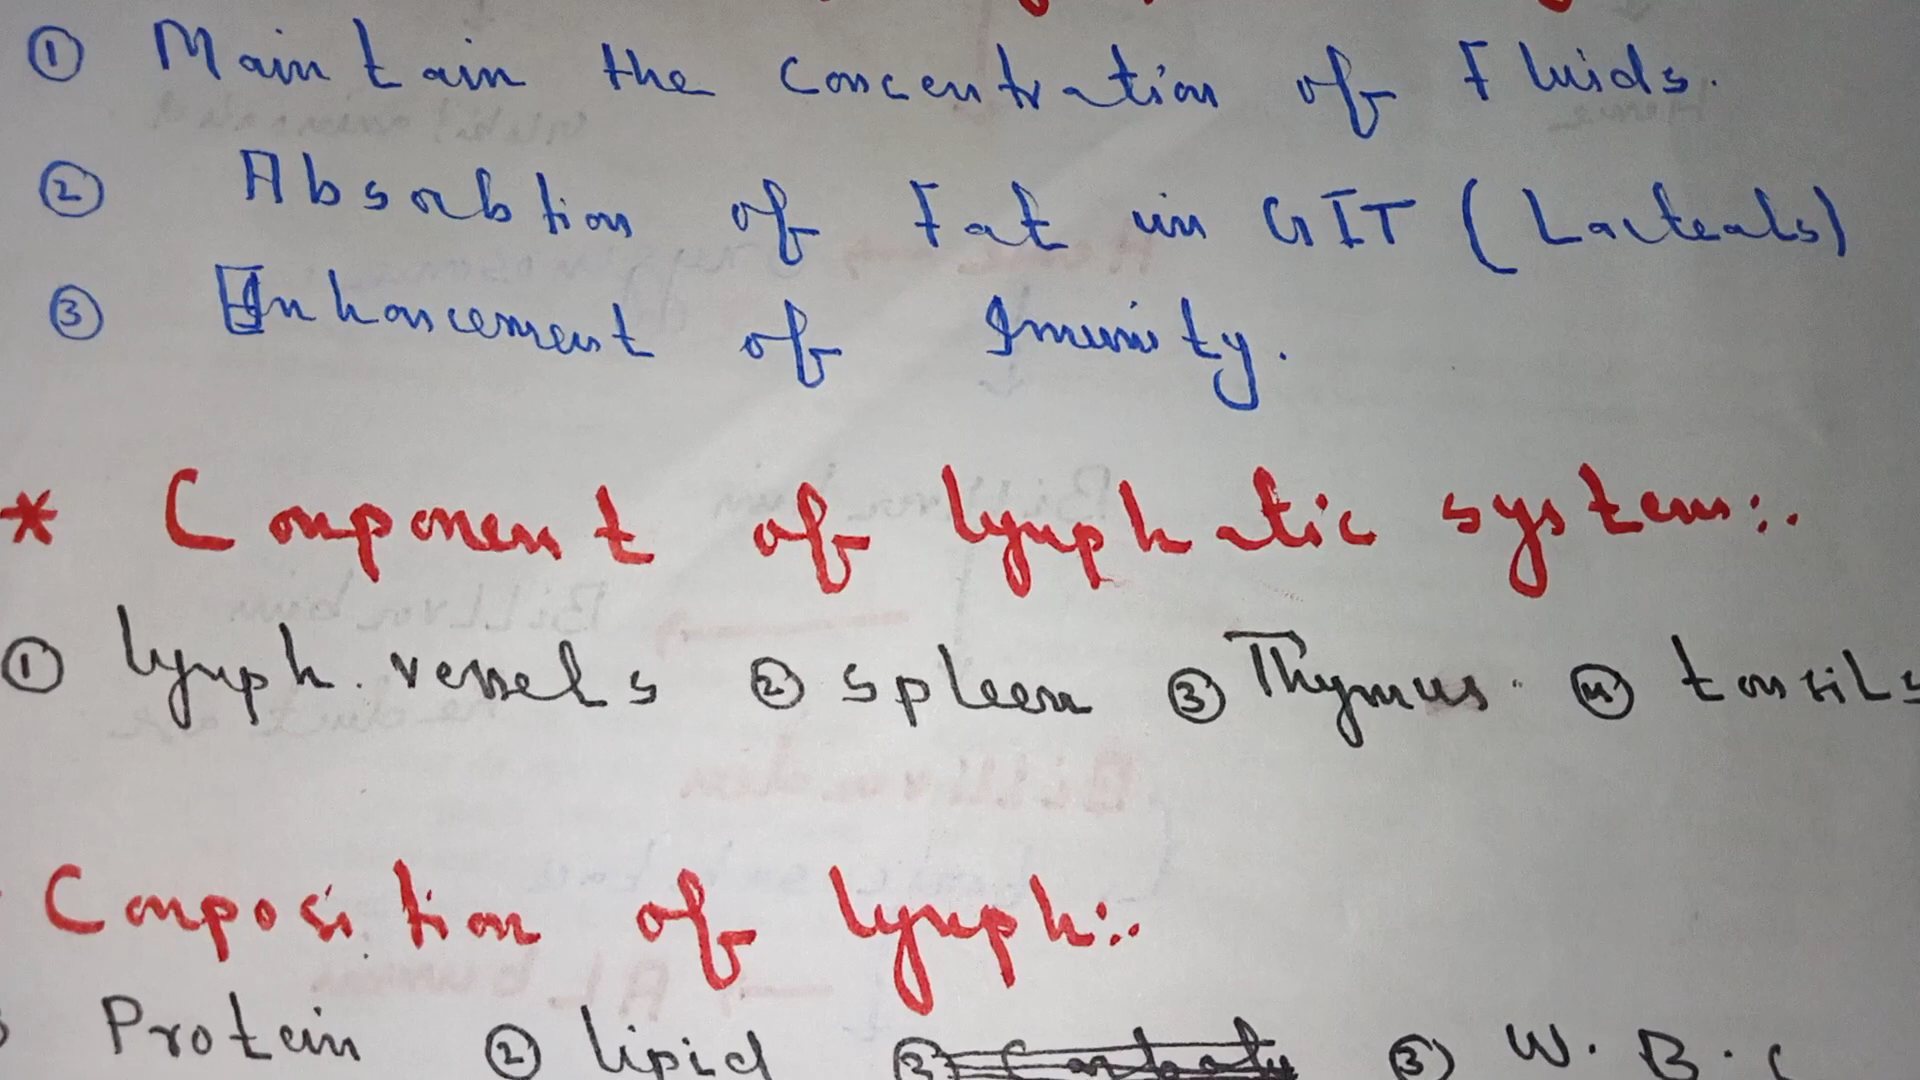 ① Maintain the concentration of Fluids.
② Absorbtion of Fat in GIT (Lacteals)
③ Enhancement of Imunity.
* Component of lymphatic system:.
① lymph. vessels ② spleen ③ Thymus. ④ tonsils
Composition of lymph:.
Protein ② lipid ③ W.B.C